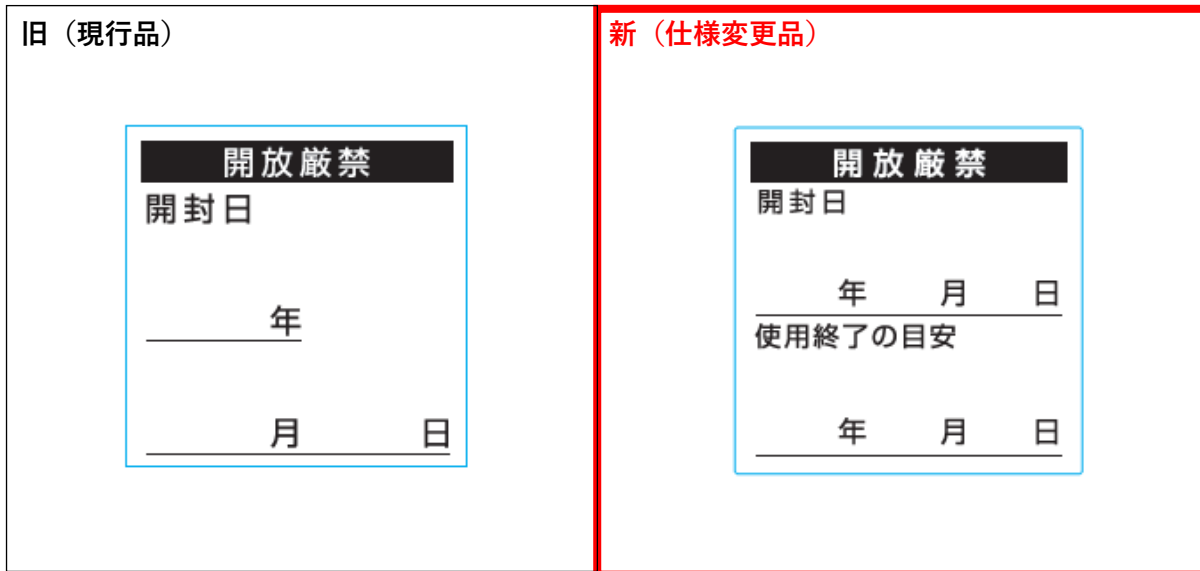 旧（現行品）
開放厳禁
開封日
年
月 日
新（仕様変更品）
開放厳禁
開封日
年 月 日
使用終了の目安
年 月 日